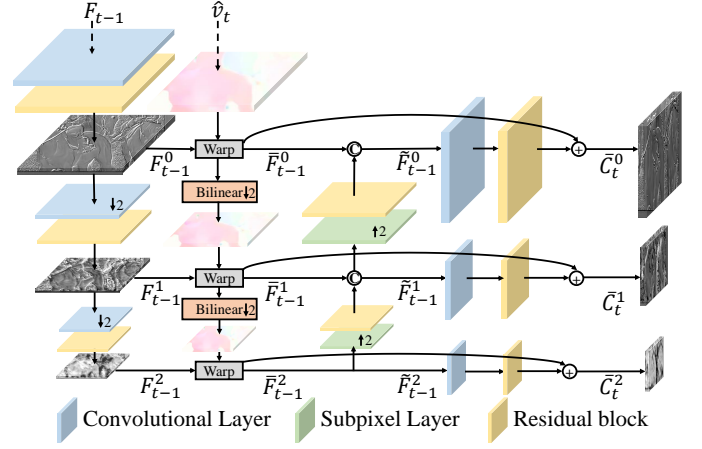 F_{t-1} v̂_t
F^0_{t-1} Warp F̄^0_{t-1} C F̃^0_{t-1} + C̄^0_t
Bilinear↓2
↓2
↑2
F^1_{t-1} Warp F̄^1_{t-1} C F̃^1_{t-1} + C̄^1_t
Bilinear↓2
↓2
↑2
F^2_{t-1} Warp F̄^2_{t-1} F̃^2_{t-1} + C̄^2_t
Convolutional Layer Subpixel Layer Residual block